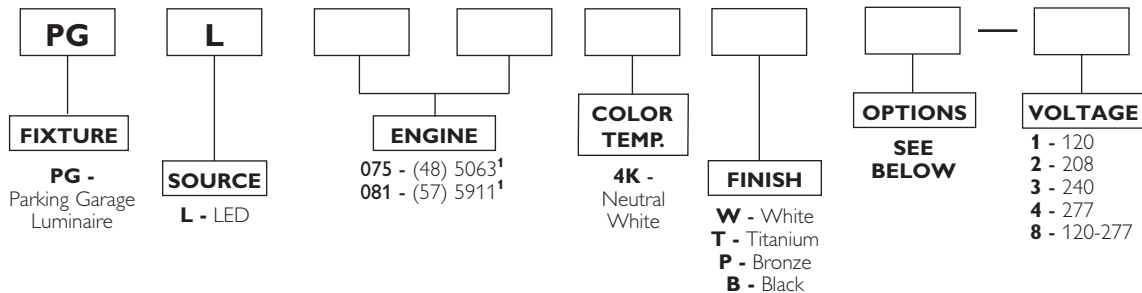 PG
L
—
FIXTURE
PG -
Parking Garage
Luminaire
SOURCE
L - LED
ENGINE
075 - (48) 5063¹
081 - (57) 5911¹
COLOR
TEMP.
4K -
Neutral
White
FINISH
W - White
T - Titanium
P - Bronze
B - Black
OPTIONS
SEE
BELOW
VOLTAGE
1 - 120
2 - 208
3 - 240
4 - 277
8 - 120-277